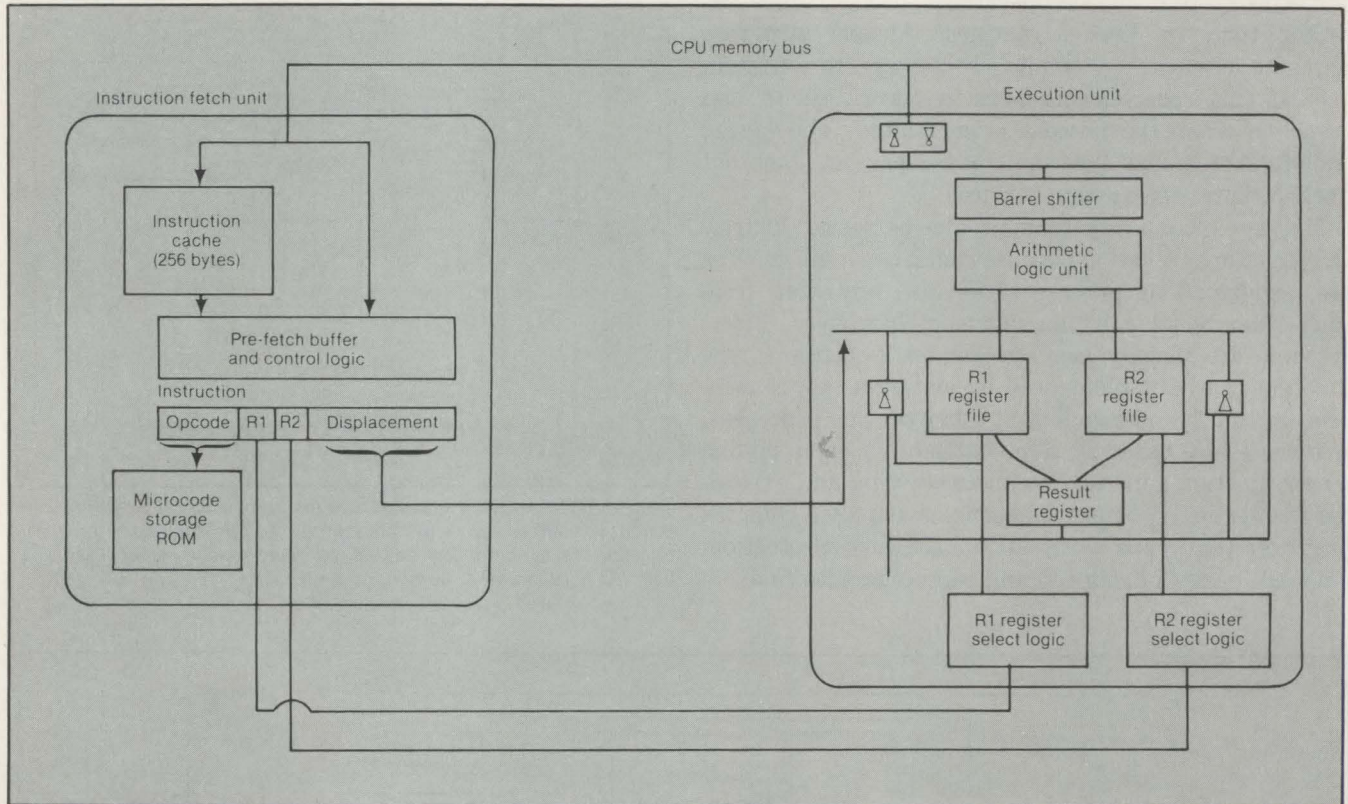 CPU memory bus
Instruction fetch unit
Execution unit
Instruction
cache
(256 bytes)
Pre-fetch buffer
and control logic
Instruction
Opcode R1 R2 Displacement
Microcode
storage
ROM
Barrel shifter
Arithmetic
logic unit
R1
register
file
R2
register
file
Result
register
R1 register
select logic
R2 register
select logic